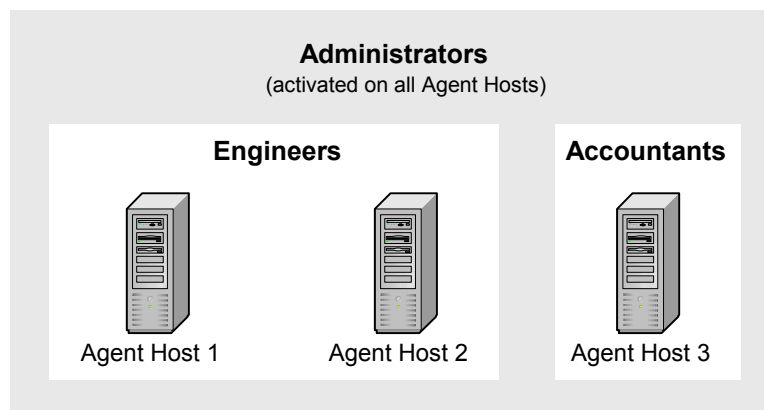 Administrators
(activated on all Agent Hosts)
Engineers
Accountants
Agent Host 1
Agent Host 2
Agent Host 3